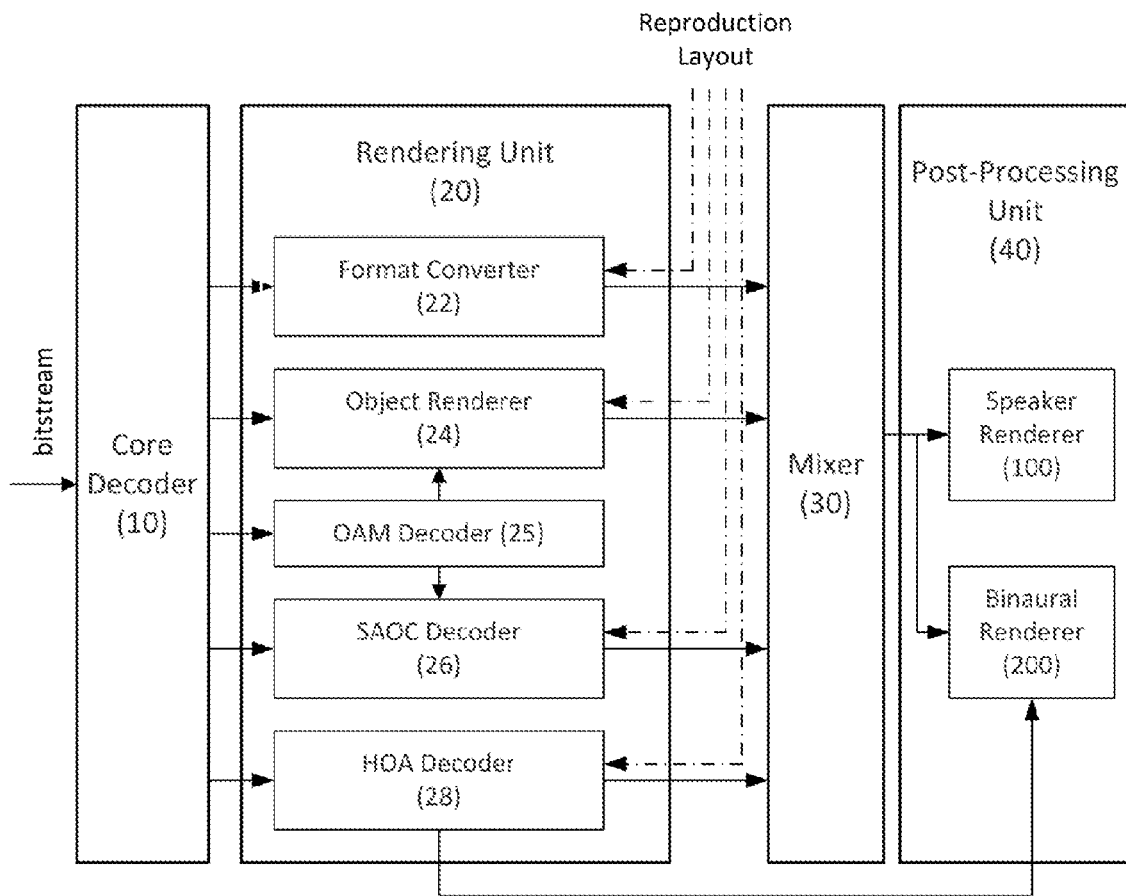 Reproduction
Layout
Rendering Unit
(20)
Post-Processing
Unit
(40)
Format Converter
(22)
Object Renderer
(24)
Speaker
Renderer
(100)
bitstream
Core
Decoder
(10)
Mixer
(30)
OAM Decoder (25)
SAOC Decoder
(26)
Binaural
Renderer
(200)
HOA Decoder
(28)